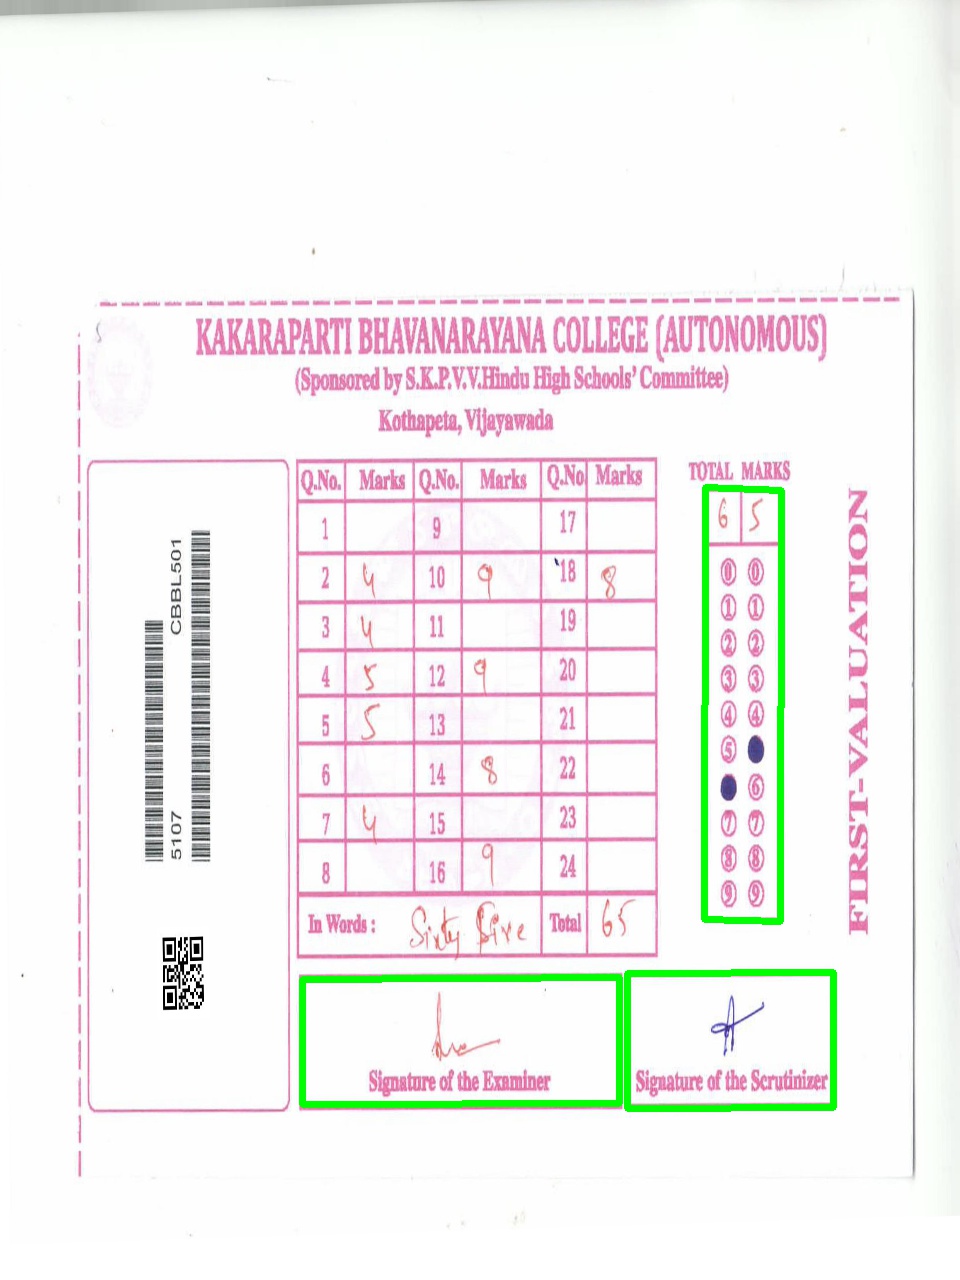 KAKARAPARTI BHAVANARAYANA COLLEGE (AUTONOMOUS)
(Sponsored by S.K.P.V.V.Hindu High Schools' Committee)
Kothapeta, Vijayawada
Q.No. Marks Q.No. Marks Q.No Marks
1 9 17
2 4 10 9 18 8
3 4 11 19
4 5 12 9 20
5 5 13 21
6 14 8 22
7 4 15 23
8 16 9 24
In Words : Sixty Five Total 65
TOTAL MARKS
6 5
0 0
1 1
2 2
3 3
4 4
5
6
7 7
8 8
9 9
FIRST-VALUATION
CBBL501
5107
Signature of the Examiner
Signature of the Scrutinizer